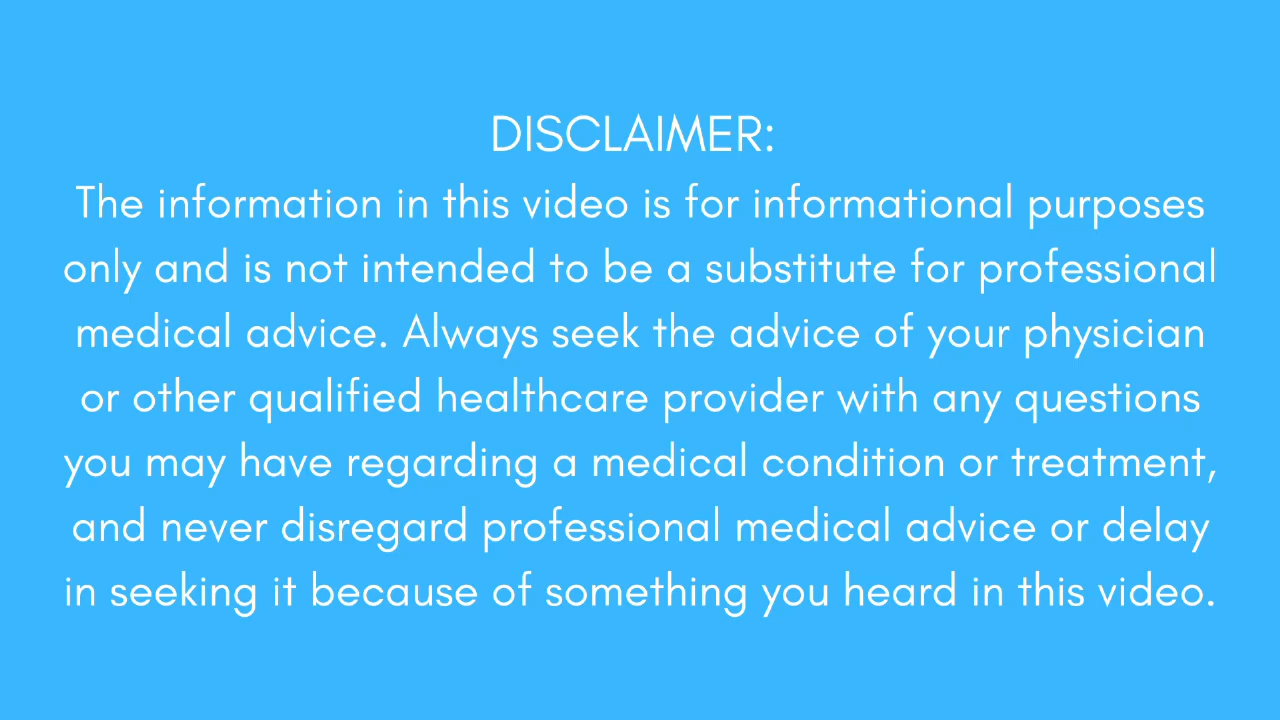 DISCLAIMER:
The information in this video is for informational purposes
only and is not intended to be a substitute for professional
medical advice. Always seek the advice of your physician
or other qualified healthcare provider with any questions
you may have regarding a medical condition or treatment,
and never disregard professional medical advice or delay
in seeking it because of something you heard in this video.